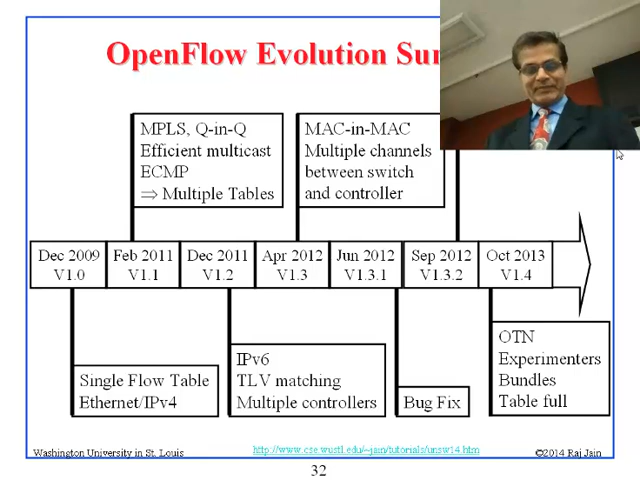 OpenFlow Evolution
MPLS, Q-in-Q
Efficient multicast
ECMP
⇒ Multiple Tables
MAC-in-MAC
Multiple channels
between switch
and controller
Dec 2009
V1.0
Feb 2011
V1.1
Dec 2011
V1.2
Apr 2012
V1.3
Jun 2012
V1.3.1
Sep 2012
V1.3.2
Oct 2013
V1.4
Single Flow Table
Ethernet/IPv4
IPv6
TLV matching
Multiple controllers
Bug Fix
OTN
Experimenters
Bundles
Table full
Washington University in St. Louis
http://www.cse.wustl.edu/~jain/tutorials/unsw14.htm
©2014 Raj Jain
32